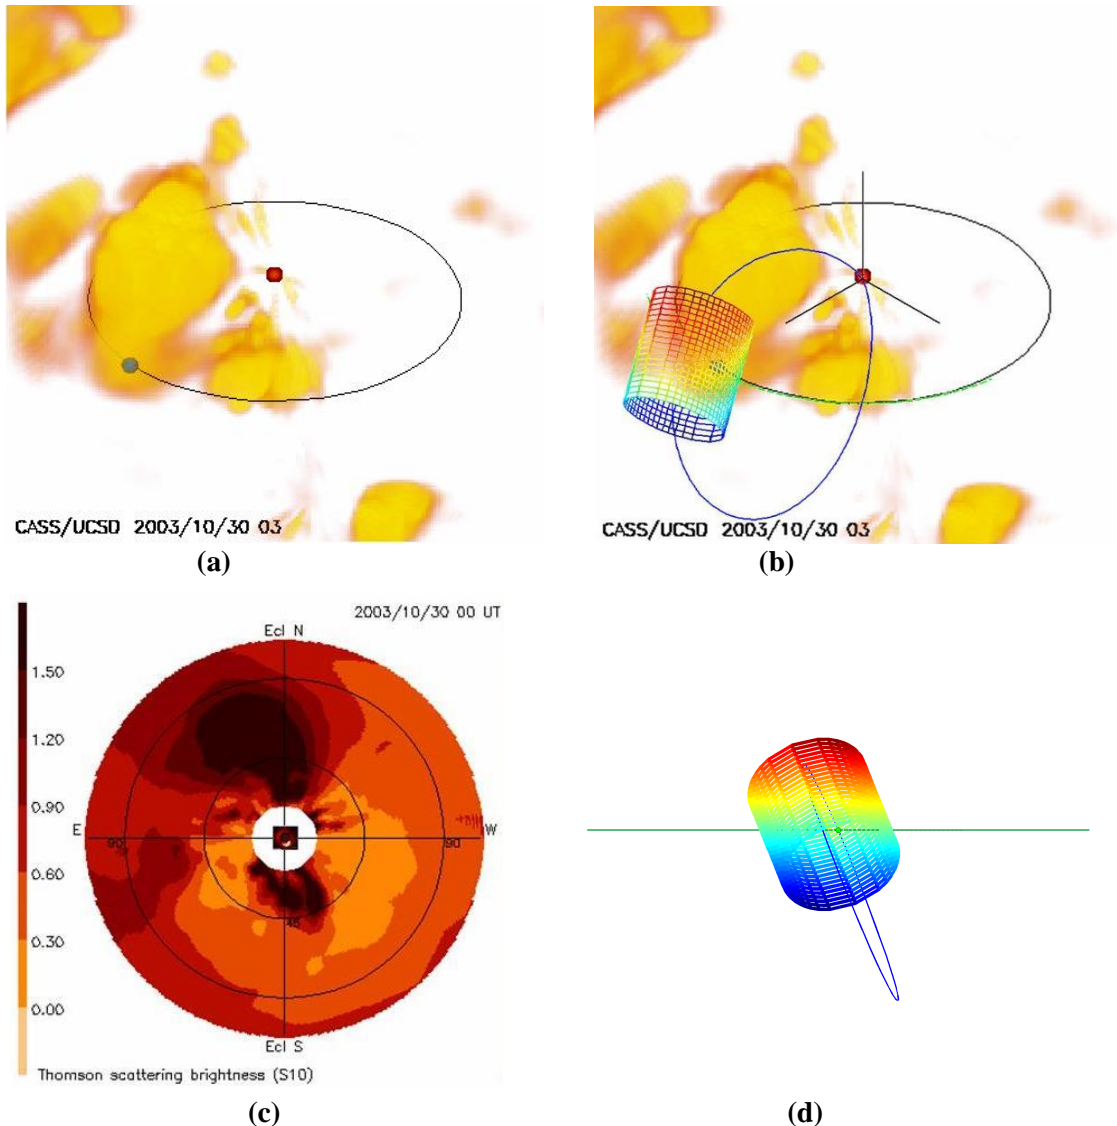 CASS/UCSD 2003/10/30 03
CASS/UCSD 2003/10/30 03
(a)
(b)
2003/10/30 00 UT
Ecl N
1.50
1.20
0.90
E
W
90
90
0.60
45
0.30
0.00
Ecl S
Thomson scattering brightness (S10)
(c)
(d)